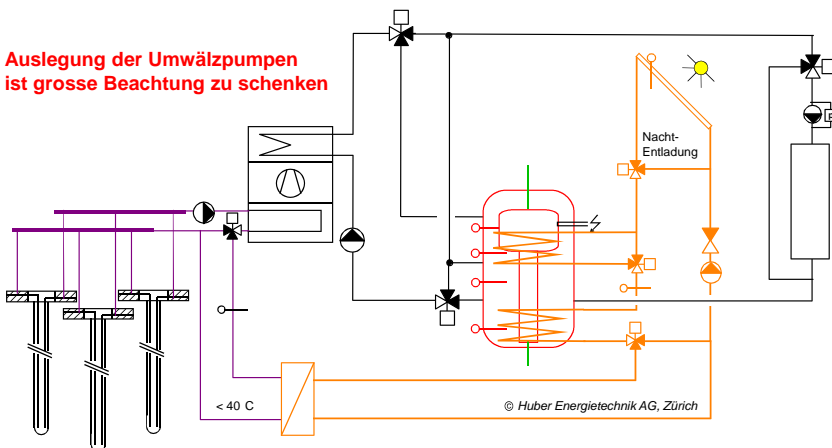 Auslegung der Umwälzpumpen
ist grosse Beachtung zu schenken
Nacht-
Entladung
< 40 C
© Huber Energietechnik AG, Zürich